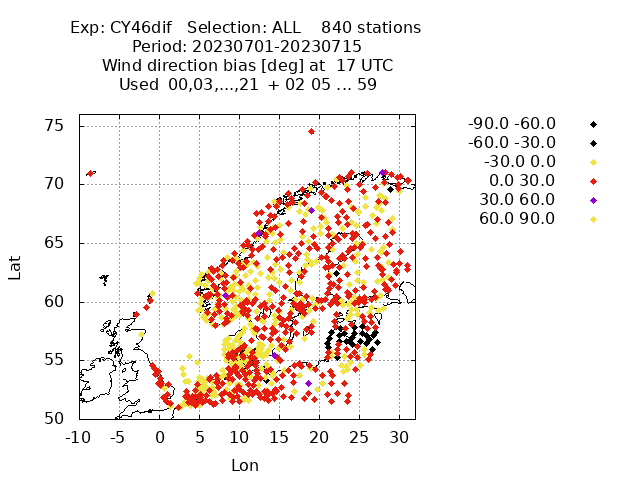 Exp: CY46dif   Selection: ALL    840 stations
Period: 20230701-20230715
Wind direction bias [deg] at  17 UTC
Used  00,03,...,21  + 02 05 ... 59
-90.0 -60.0
-60.0 -30.0
-30.0 0.0
0.0 30.0
30.0 60.0
60.0 90.0
75
70
65
60
55
50
Lat
-10 -5 0 5 10 15 20 25 30
Lon